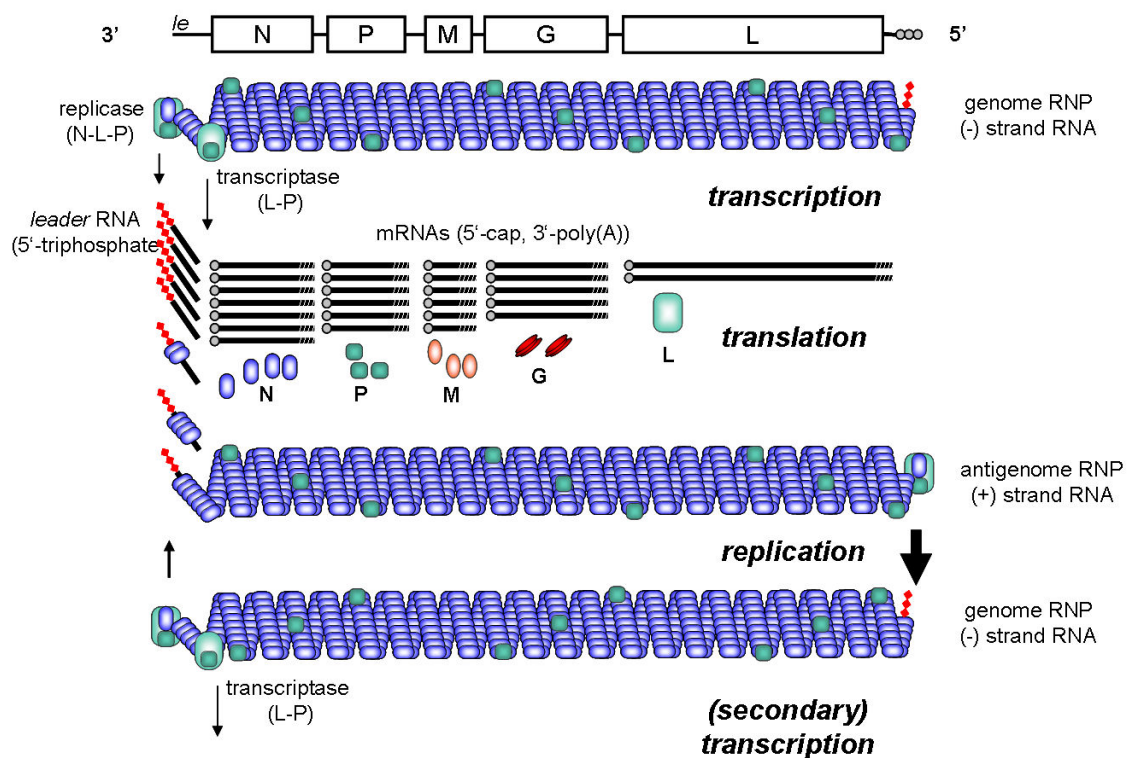 3‘ le N P M G L 5‘
replicase
(N-L-P)
genome RNP
(-) strand RNA
transcriptase
(L-P)
transcription
leader RNA
(5‘-triphosphate
mRNAs (5‘-cap, 3‘-poly(A))
translation
N P M G L
antigenome RNP
(+) strand RNA
replication
genome RNP
(-) strand RNA
transcriptase
(L-P)
(secondary)
transcription